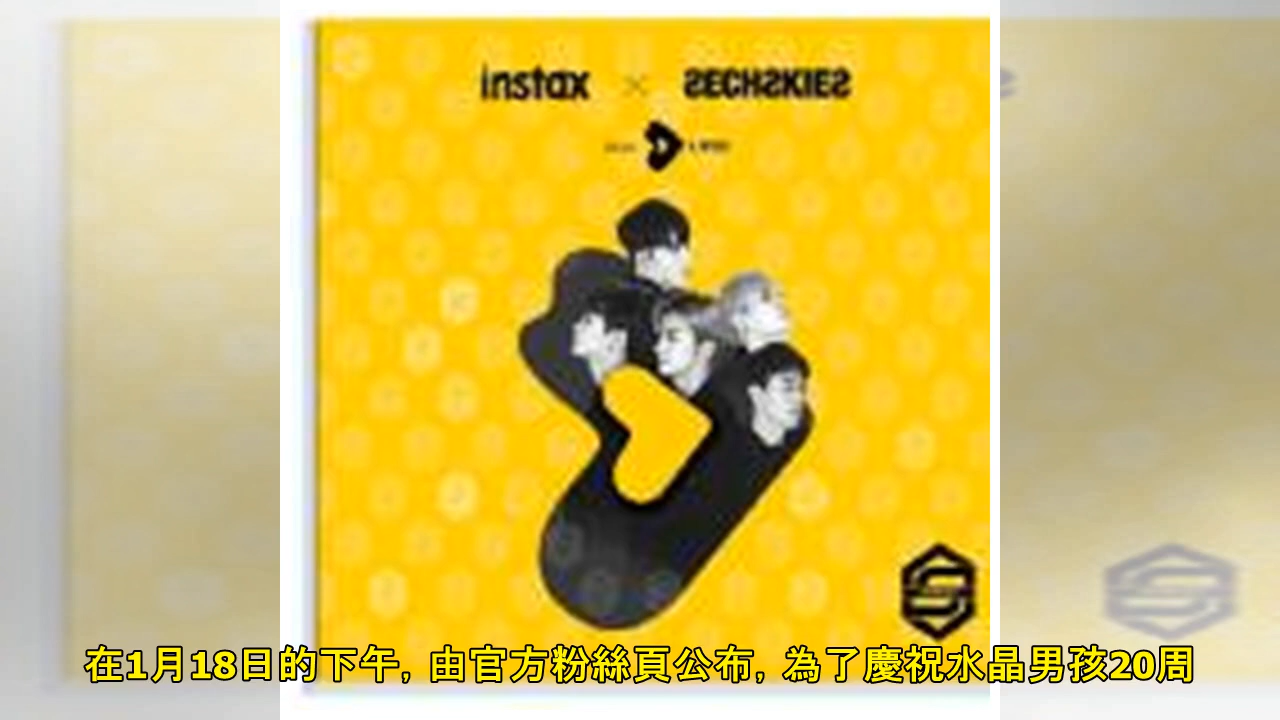 instax × SECHSKIES
在1月18日的下午, 由官方粉絲頁公布, 為了慶祝水晶男孩20周